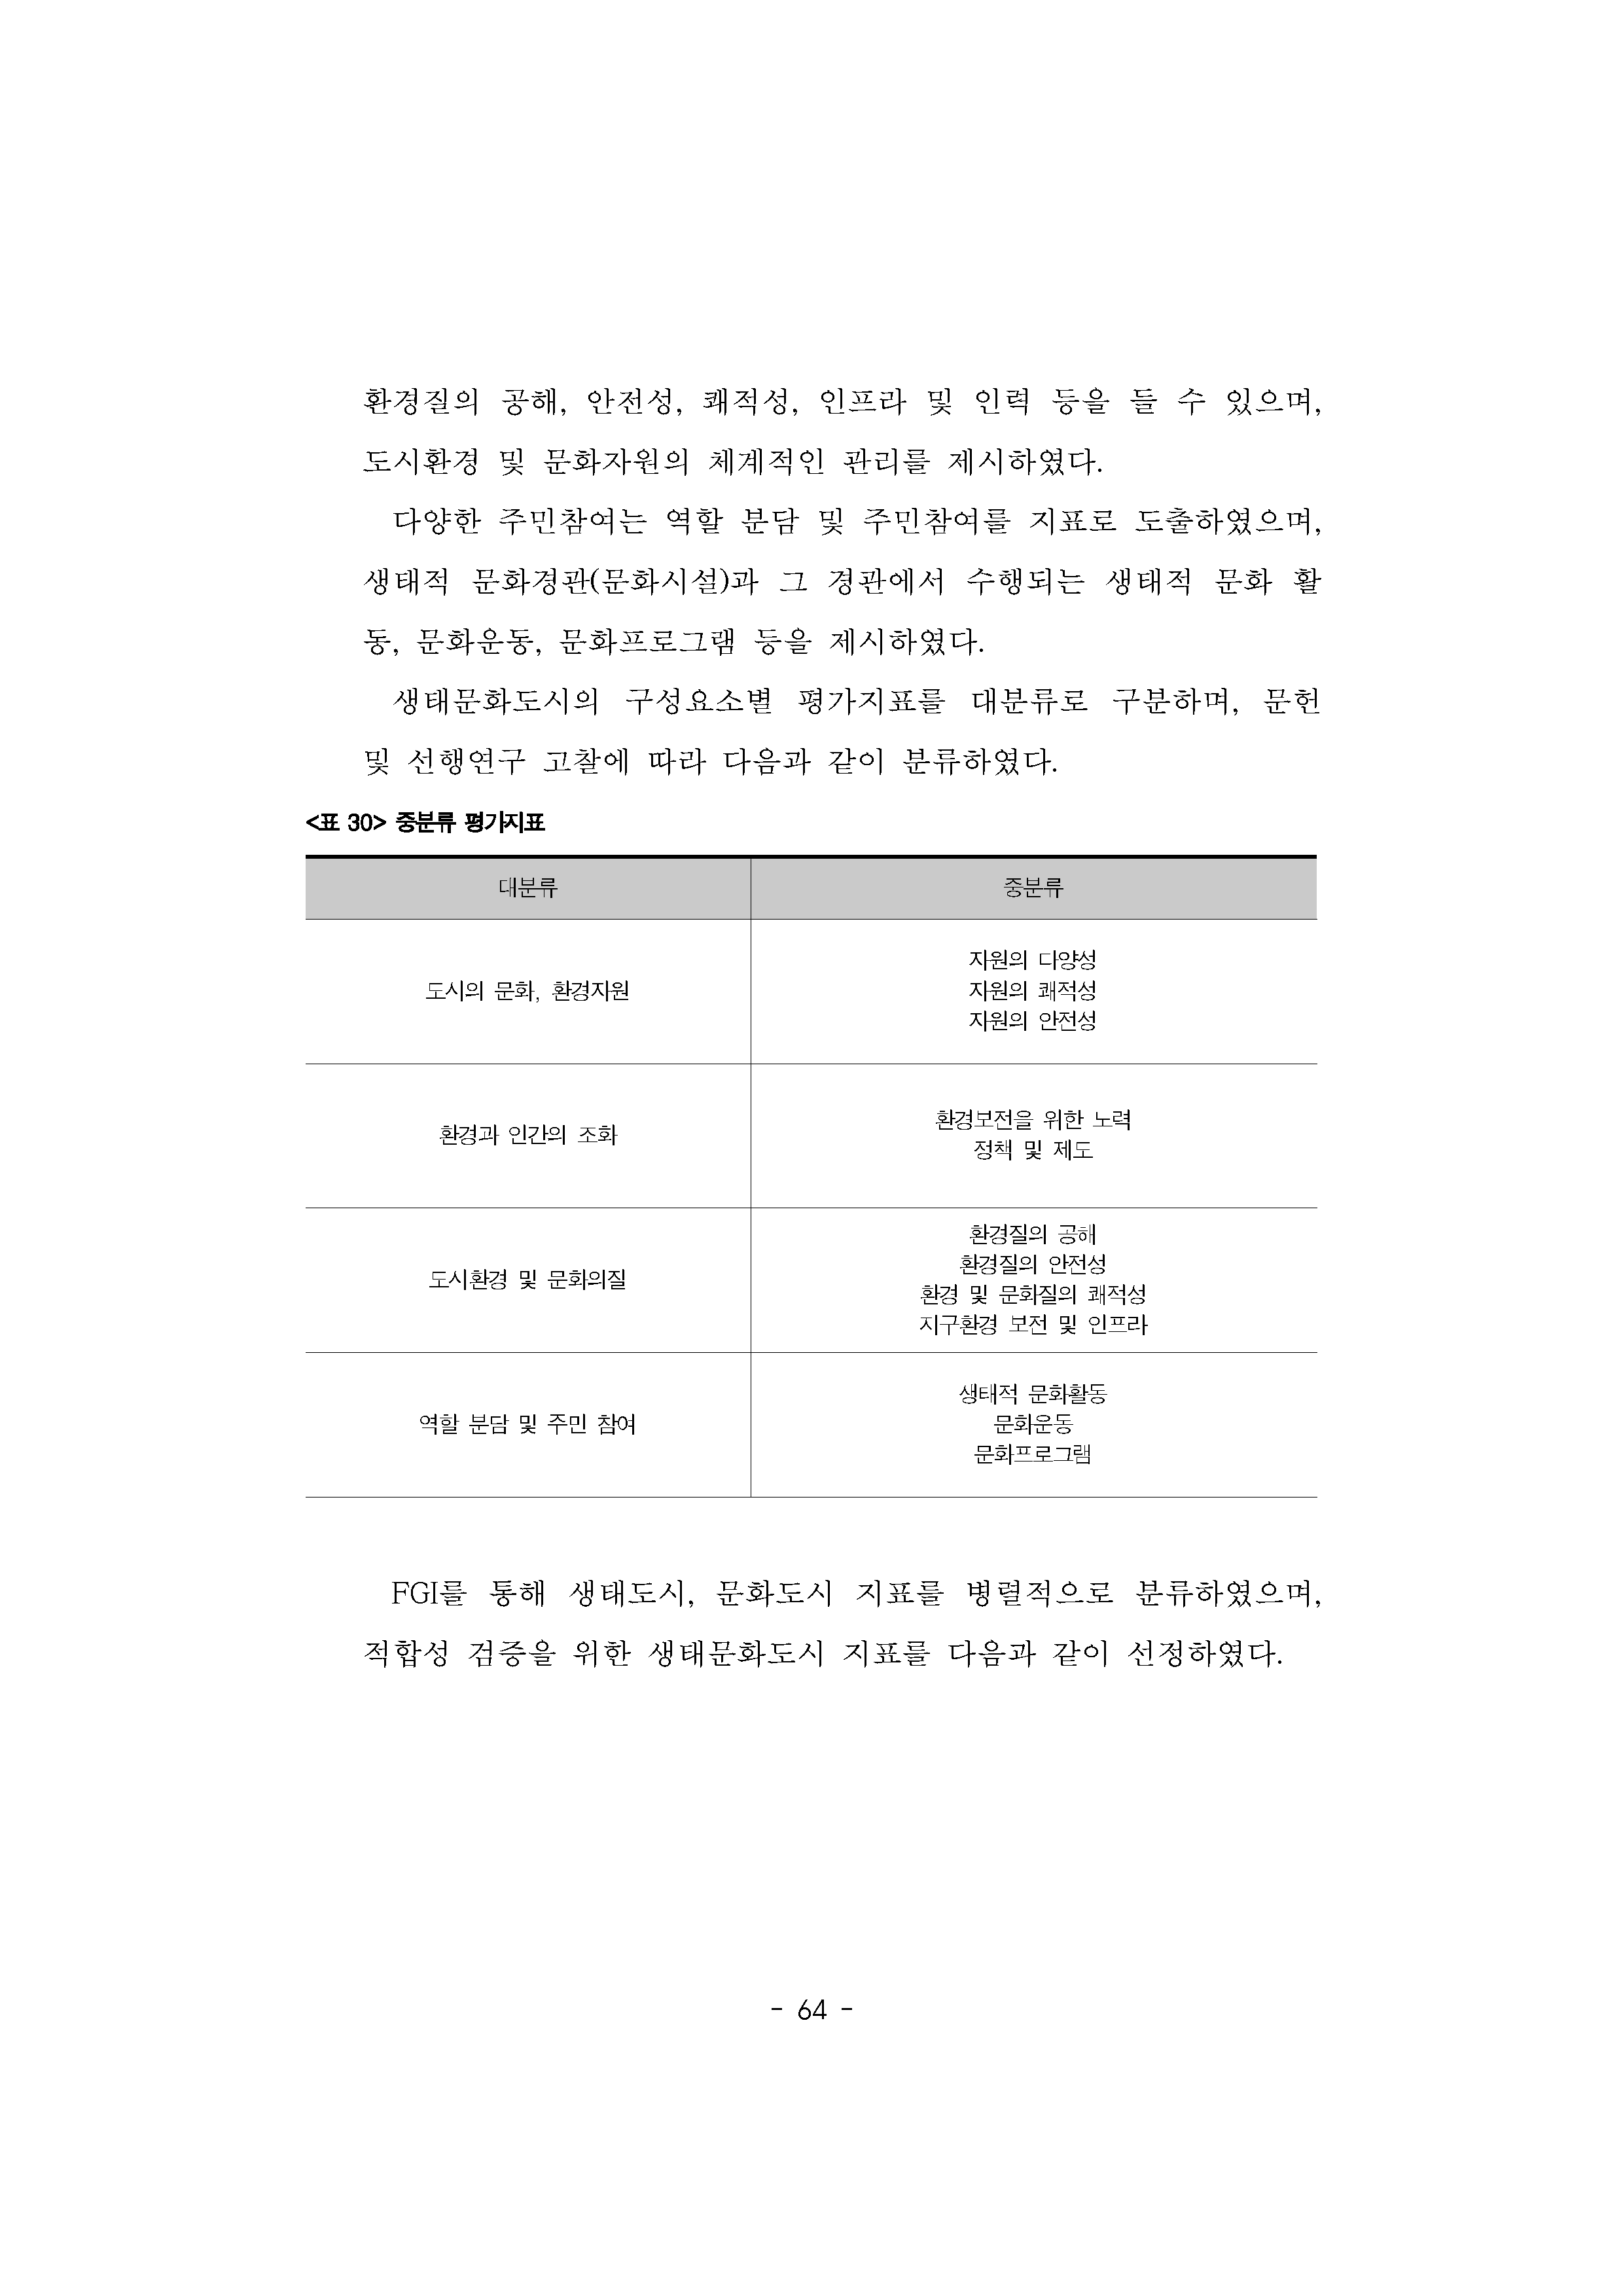 환경질의 공해, 안전성, 쾌적성, 인프라 및 인력 등을 들 수 있으며,
도시환경 및 문화자원의 체계적인 관리를 제시하였다.
다양한 주민참여는 역할 분담 및 주민참여를 지표로 도출하였으며,
생태적 문화경관(문화시설)과 그 경관에서 수행되는 생태적 문화 활
동, 문화운동, 문화프로그램 등을 제시하였다.
생태문화도시의 구성요소별 평가지표를 대분류로 구분하며, 문헌
및 선행연구 고찰에 따라 다음과 같이 분류하였다.
<표 30> 중분류 평가지표
대분류 중분류
도시의 문화, 환경자원
자원의 다양성
자원의 쾌적성
자원의 안전성
환경과 인간의 조화
환경보전을 위한 노력
정책 및 제도
도시환경 및 문화의질
환경질의 공해
환경질의 안전성
환경 및 문화질의 쾌적성
지구환경 보전 및 인프라
역할 분담 및 주민 참여
생태적 문화활동
문화운동
문화프로그램
FGI를 통해 생태도시, 문화도시 지표를 병렬적으로 분류하였으며,
적합성 검증을 위한 생태문화도시 지표를 다음과 같이 선정하였다.
- 64 -